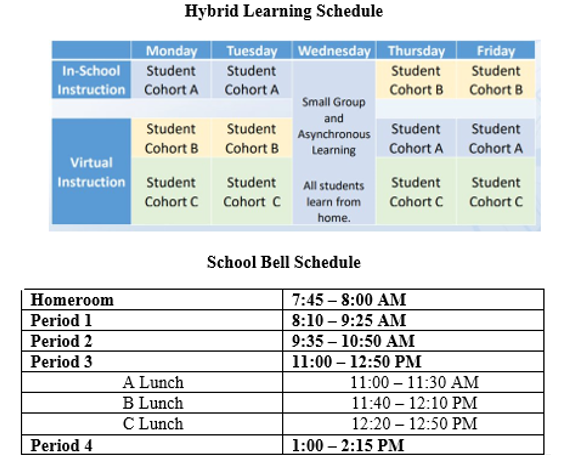 Hybrid Learning Schedule
Monday Tuesday Wednesday Thursday Friday
In-School Instruction Student Cohort A Student Cohort A Student Cohort B Student Cohort B
Small Group and Asynchronous Learning
All students learn from home.
Virtual Instruction
Student Cohort B Student Cohort B Student Cohort A Student Cohort A
Student Cohort C Student Cohort C Student Cohort C Student Cohort C
School Bell Schedule
Homeroom 7:45 – 8:00 AM
Period 1 8:10 – 9:25 AM
Period 2 9:35 – 10:50 AM
Period 3 11:00 – 12:50 PM
A Lunch 11:00 – 11:30 AM
B Lunch 11:40 – 12:10 PM
C Lunch 12:20 – 12:50 PM
Period 4 1:00 – 2:15 PM